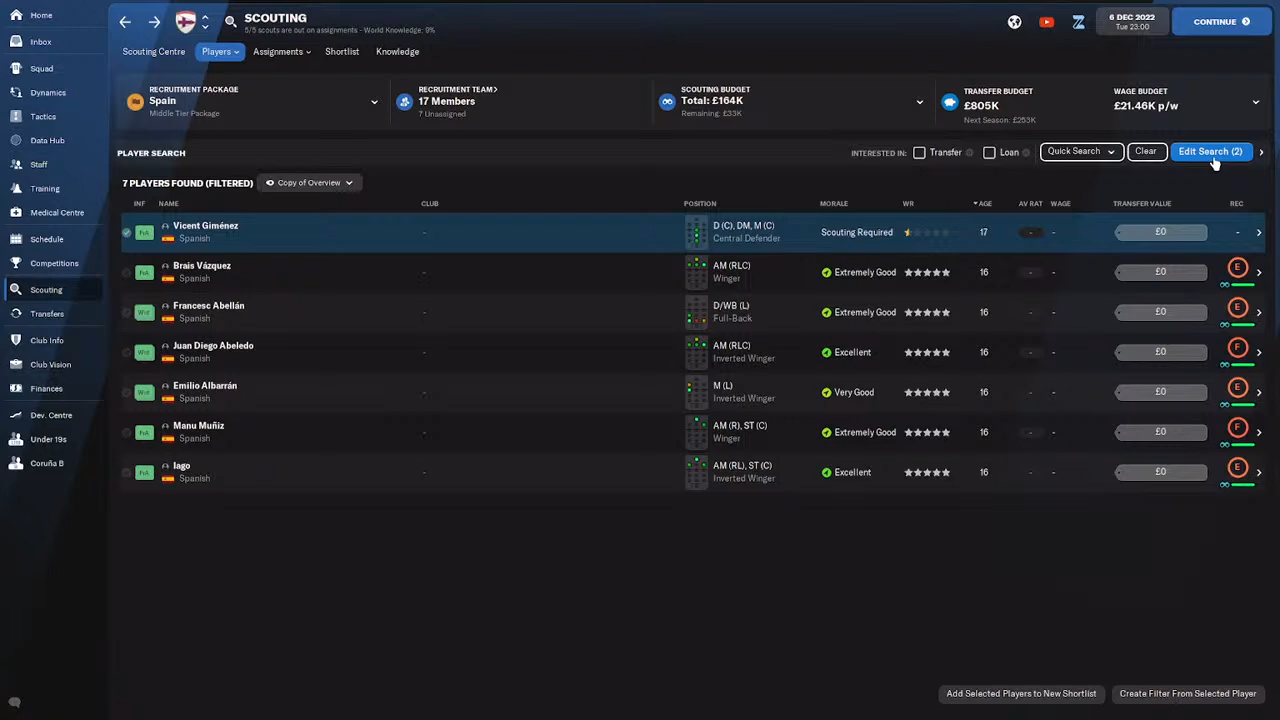 Home
Inbox
Squad
Dynamics
Tactics
Data Hub
Staff
Training
Medical Centre
Schedule
Competitions
Scouting
Transfers
Club Info
Club Vision
Finances
Dev. Centre
Under 19s
Coruña B
SCOUTING
5/5 scouts are out on assignments - World Knowledge: 9%
6 DEC 2022
Tue 23:00
CONTINUE
Scouting Centre
Players
Assignments
Shortlist
Knowledge
RECRUITMENT PACKAGE
Spain
Middle Tier Package
RECRUITMENT TEAM>
17 Members
7 Unassigned
SCOUTING BUDGET
Total: £164K
Remaining: £33K
TRANSFER BUDGET
£805K
Next Season: £253K
WAGE BUDGET
£21.46K p/w
PLAYER SEARCH
INTERESTED IN: Transfer Loan Quick Search Clear Edit Search (2)
7 PLAYERS FOUND (FILTERED) Copy of Overview
INF NAME CLUB POSITION MORALE WR AGE AV RAT WAGE TRANSFER VALUE REC
FrA Vicent Giménez - D (C), DM, M (C) Scouting Required 17 - - £0 -
Spanish Central Defender
FrA Brais Vázquez - AM (RLC) Extremely Good 16 - - £0 E
Spanish Winger
Wnt Francesc Abellán - D/WB (L) Extremely Good 16 - - £0 E
Spanish Full-Back
Wnt Juan Diego Abeledo - AM (RLC) Excellent 16 - - £0 F
Spanish Inverted Winger
Wnt Emilio Albarrán - M (L) Very Good 16 - - £0 E
Spanish Inverted Winger
FrA Manu Muñiz - AM (R), ST (C) Extremely Good 16 - - £0 F
Spanish Winger
FrA Iago - AM (RL), ST (C) Excellent 16 - - £0 E
Spanish Inverted Winger
Add Selected Players to New Shortlist
Create Filter From Selected Player